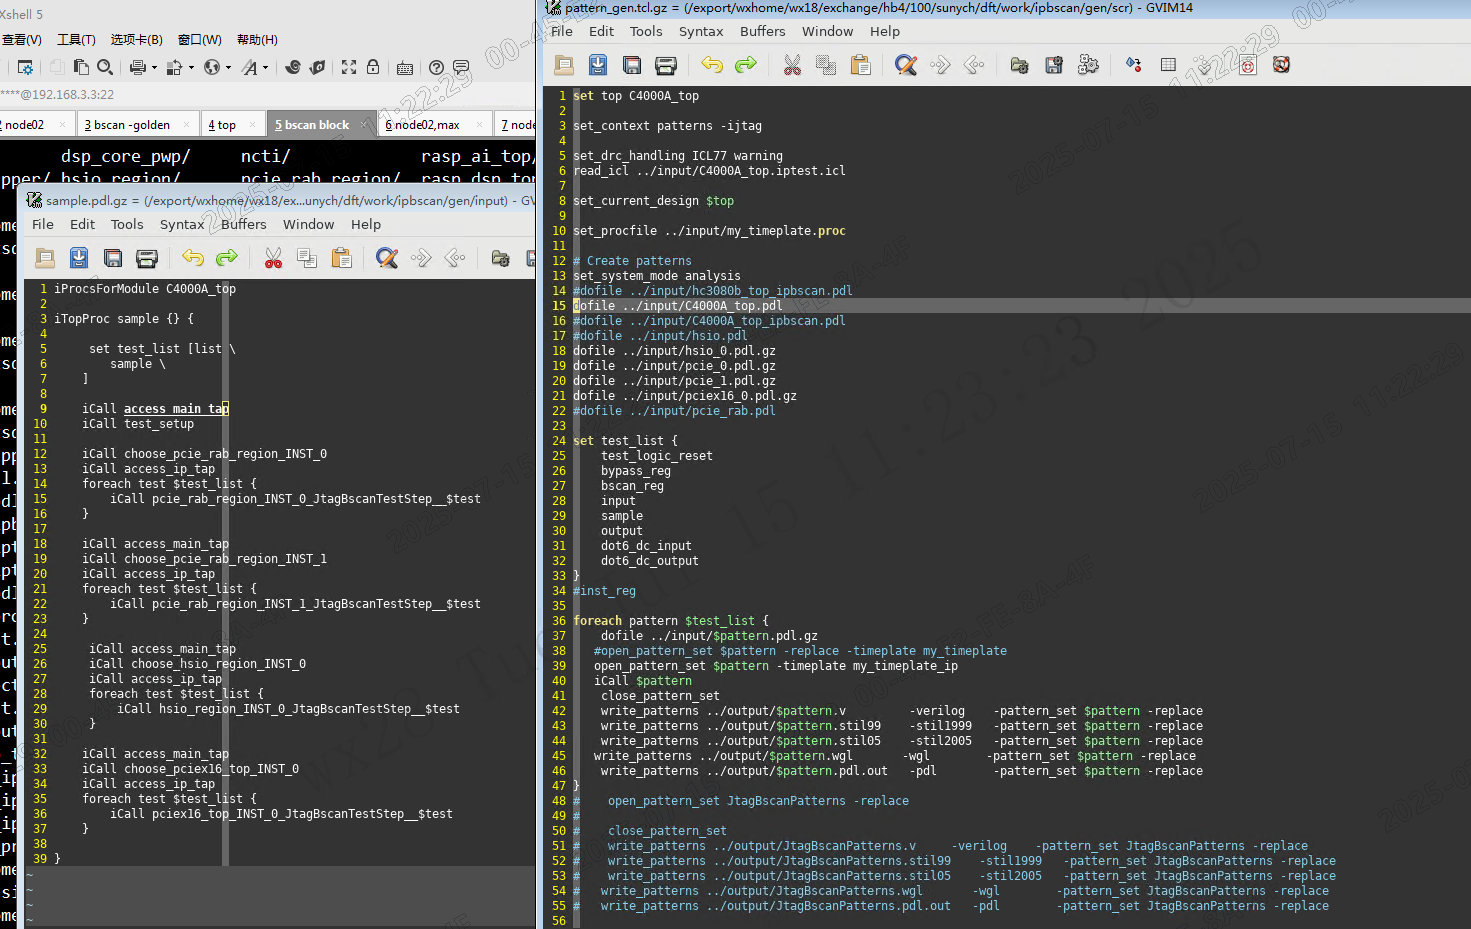 Xshell 5
查看(V) 工具(T) 选项卡(B) 窗口(W) 帮助(H)
****@192.168.3.3:22
node02 3 bscan -golden 4 top 5 bscan block 6 node02,max 7 node
dsp_core_pwp/ ncti/ rasp_ai_top/
pper/ hsio_region/ pcie_rab_region/ rasp_dsp_top
sample.pdl.gz = (/export/wxhome/wx18/ex...unych/dft/work/ipbscan/gen/input) - GV
File Edit Tools Syntax Buffers Window Help
1 iProcsForModule C4000A_top
2
3 iTopProc sample {} {
4
5 set test_list [list \
6 sample \
7 ]
8
9 iCall access_main_tap
10 iCall test_setup
11
12 iCall choose_pcie_rab_region_INST_0
13 iCall access_ip_tap
14 foreach test $test_list {
15 iCall pcie_rab_region_INST_0_JtagBscanTestStep__$test
16 }
17
18 iCall access_main_tap
19 iCall choose_pcie_rab_region_INST_1
20 iCall access_ip_tap
21 foreach test $test_list {
22 iCall pcie_rab_region_INST_1_JtagBscanTestStep__$test
23 }
24
25 iCall access_main_tap
26 iCall choose_hsio_region_INST_0
27 iCall access_ip_tap
28 foreach test $test_list {
29 iCall hsio_region_INST_0_JtagBscanTestStep__$test
30 }
31
32 iCall access_main_tap
33 iCall choose_pciex16_top_INST_0
34 iCall access_ip_tap
35 foreach test $test_list {
36 iCall pciex16_top_INST_0_JtagBscanTestStep__$test
37 }
38
39 }
~
~
~
~
pattern_gen.tcl.gz = (/export/wxhome/wx18/exchange/hb4/100/sunych/dft/work/ipbscan/gen/scr) - GVIM14
File Edit Tools Syntax Buffers Window Help
1 set top C4000A_top
2
3 set_context patterns -ijtag
4
5 set_drc_handling ICL77 warning
6 read_icl ../input/C4000A_top.iptest.icl
7
8 set_current_design $top
9
10 set_procfile ../input/my_timeplate.proc
11
12 # Create patterns
13 set_system_mode analysis
14 #dofile ../input/hc3080b_top_ipbscan.pdl
15 dofile ../input/C4000A_top.pdl
16 #dofile ../input/C4000A_top_ipbscan.pdl
17 #dofile ../input/hsio.pdl
18 dofile ../input/hsio_0.pdl.gz
19 dofile ../input/pcie_0.pdl.gz
20 dofile ../input/pcie_1.pdl.gz
21 dofile ../input/pciex16_0.pdl.gz
22 #dofile ../input/pcie_rab.pdl
23
24 set test_list {
25 test_logic_reset
26 bypass_reg
27 bscan_reg
28 input
29 sample
30 output
31 dot6_dc_input
32 dot6_dc_output
33 }
34 #inst_reg
35
36 foreach pattern $test_list {
37 dofile ../input/$pattern.pdl.gz
38 #open_pattern_set $pattern -replace -timeplate my_timeplate
39 open_pattern_set $pattern -timeplate my_timeplate_ip
40 iCall $pattern
41 close_pattern_set
42 write_patterns ../output/$pattern.v -verilog -pattern_set $pattern -replace
43 write_patterns ../output/$pattern.stil99 -stil1999 -pattern_set $pattern -replace
44 write_patterns ../output/$pattern.stil05 -stil2005 -pattern_set $pattern -replace
45 write_patterns ../output/$pattern.wgl -wgl -pattern_set $pattern -replace
46 write_patterns ../output/$pattern.pdl.out -pdl -pattern_set $pattern -replace
47 }
48 # open_pattern_set JtagBscanPatterns -replace
49 #
50 # close_pattern_set
51 # write_patterns ../output/JtagBscanPatterns.v -verilog -pattern_set JtagBscanPatterns -replace
52 # write_patterns ../output/JtagBscanPatterns.stil99 -stil1999 -pattern_set JtagBscanPatterns -replace
53 # write_patterns ../output/JtagBscanPatterns.stil05 -stil2005 -pattern_set JtagBscanPatterns -replace
54 # write_patterns ../output/JtagBscanPatterns.wgl -wgl -pattern_set JtagBscanPatterns -replace
55 # write_patterns ../output/JtagBscanPatterns.pdl.out -pdl -pattern_set JtagBscanPatterns -replace
56